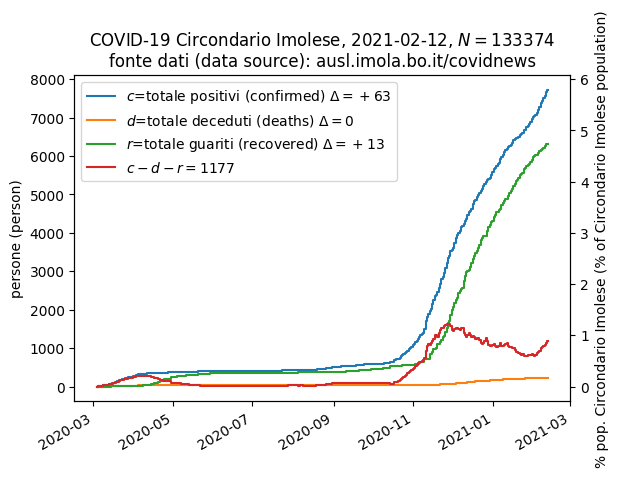 COVID-19 Circondario Imolese, 2021-02-12, N = 133374
fonte dati (data source): ausl.imola.bo.it/covidnews
c=totale positivi (confirmed) Δ = +63
d=totale deceduti (deaths) Δ = 0
r=totale guariti (recovered) Δ = +13
c − d − r = 1177
persone (person)
8000
7000
6000
5000
4000
3000
2000
1000
0
6
5
4
3
2
1
0
% pop. Circondario Imolese (% of Circondario Imolese population)
2020-03
2020-05
2020-07
2020-09
2020-11
2021-01
2021-03